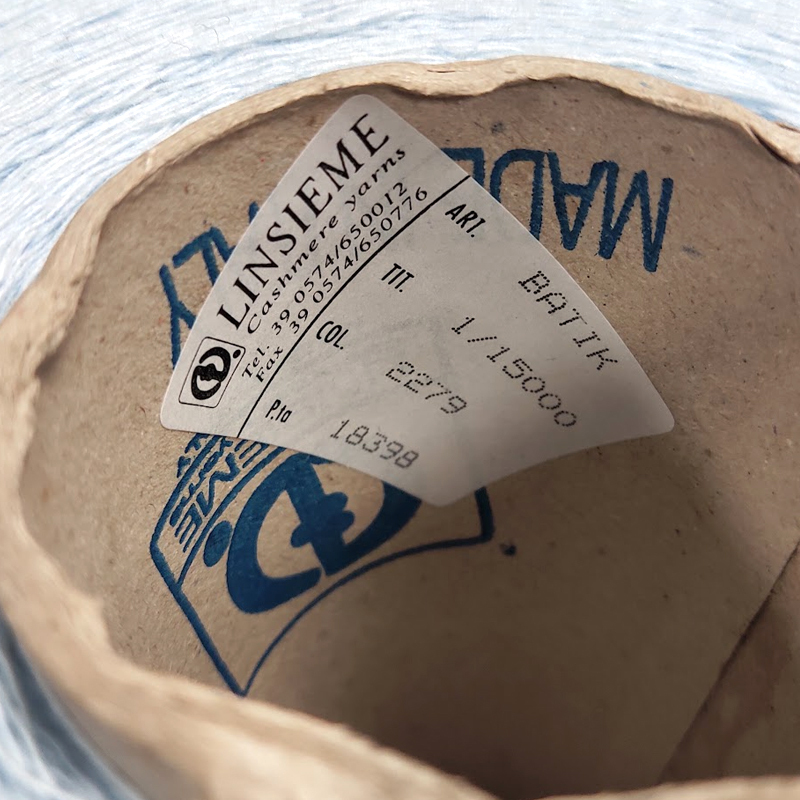 LINSIEME
Cashmere yarns
Tel. 39 0574/650012
Fax 39 0574/650776
ART. BATIK
TIT. 1/15000
COL. 2279
P.ta 18398
MADE